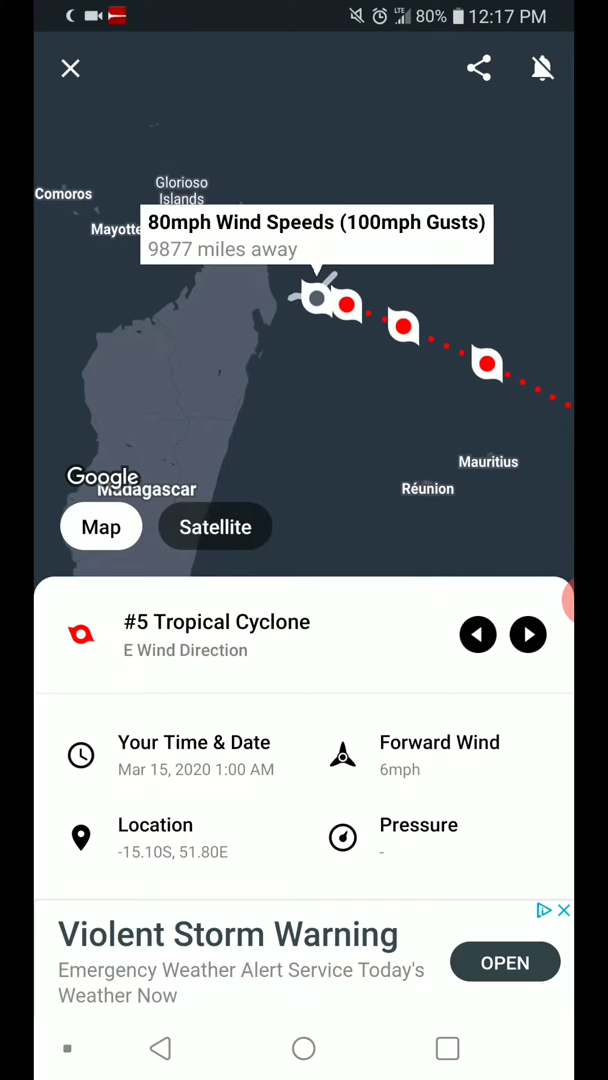 LTE 80% 12:17 PM
Glorioso
Islands
Comoros
Mayotte
80mph Wind Speeds (100mph Gusts)
9877 miles away
Mauritius
Réunion
Google
Madagascar
Map
Satellite
#5 Tropical Cyclone
E Wind Direction
Your Time & Date
Mar 15, 2020 1:00 AM
Forward Wind
6mph
Location
-15.10S, 51.80E
Pressure
-
Violent Storm Warning
Emergency Weather Alert Service Today's
Weather Now
OPEN